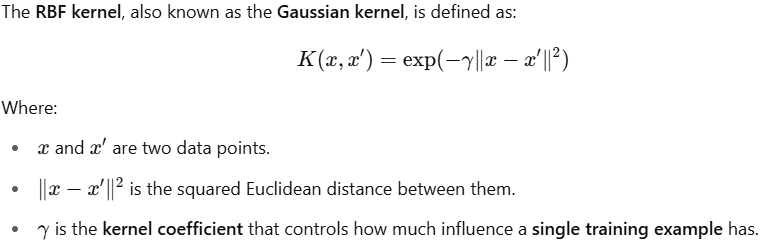 The RBF kernel, also known as the Gaussian kernel, is defined as:
K(x, x′) = exp(−γ‖x − x′‖²)
Where:
• x and x′ are two data points.
• ‖x − x′‖² is the squared Euclidean distance between them.
• γ is the kernel coefficient that controls how much influence a single training example has.